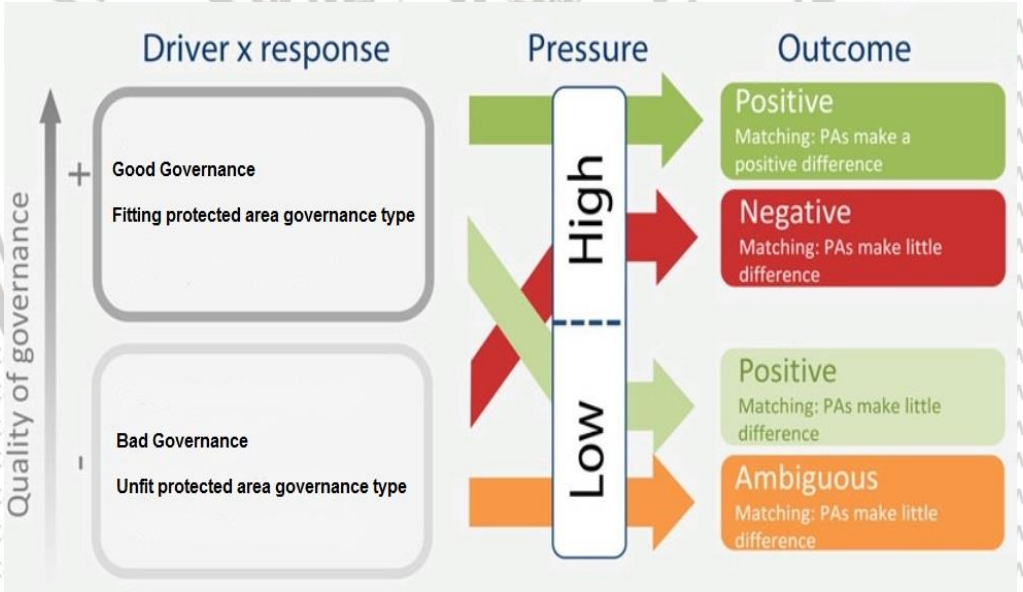 Driver x response
Pressure
Outcome
Quality of governance
+
Good Governance
Fitting protected area governance type
-
Bad Governance
Unfit protected area governance type
High
Low
Positive
Matching: PAs make a
positive difference
Negative
Matching: PAs make little
difference
Positive
Matching: PAs make little
difference
Ambiguous
Matching: PAs make little
difference